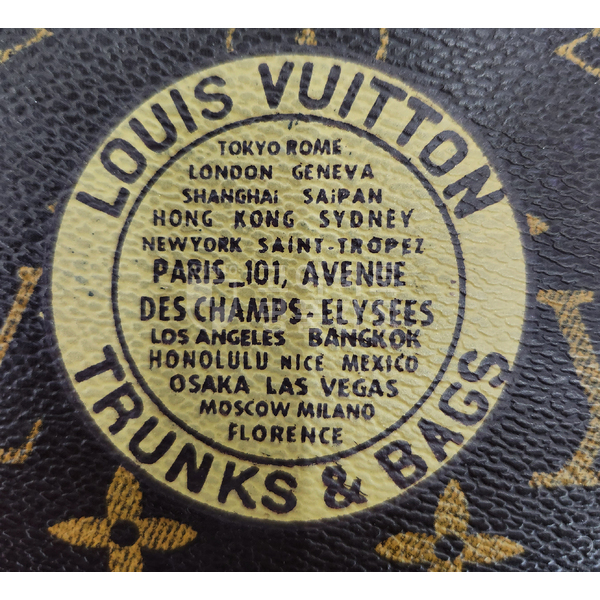 LOUIS VUITTON
TOKYO ROME.
LONDON GENEVA
SHANGHAi SAiPAN
HONG KONG SYDNEY
NEWYORK SAINT-TROPEZ
PARIS_101, AVENUE
DES CHAMPS-ELYSEES
LOS ANGELES BANGKOK
HONOLULU NICE MEXICO
OSAKA LAS VEGAS
MOSCOW MILANO
FLORENCE
TRUNKS & BAGS